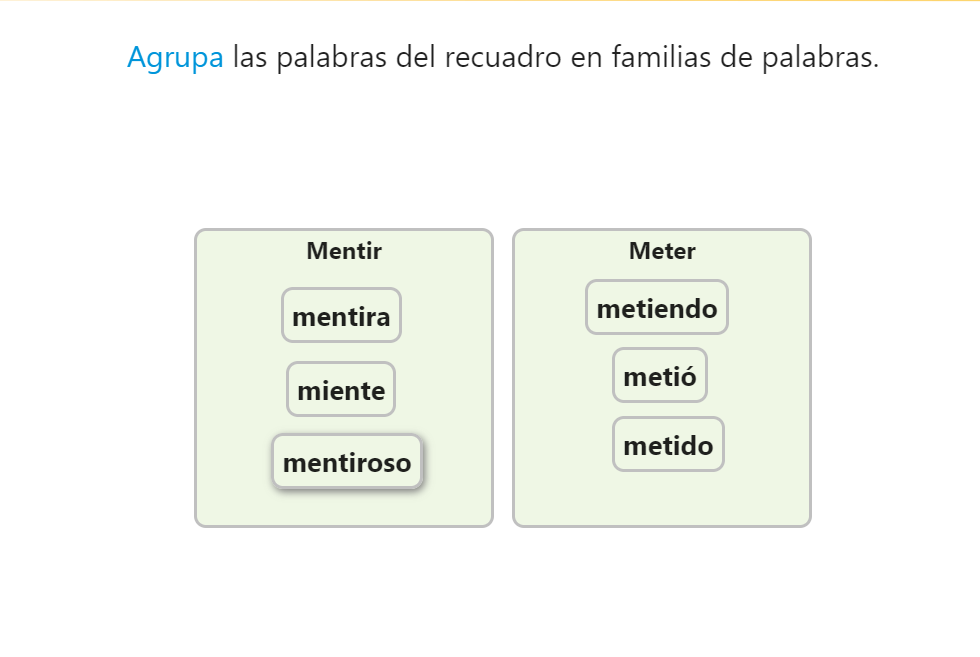 Agrupa las palabras del recuadro en familias de palabras.
Mentir
mentira
miente
mentiroso
Meter
metiendo
metió
metido